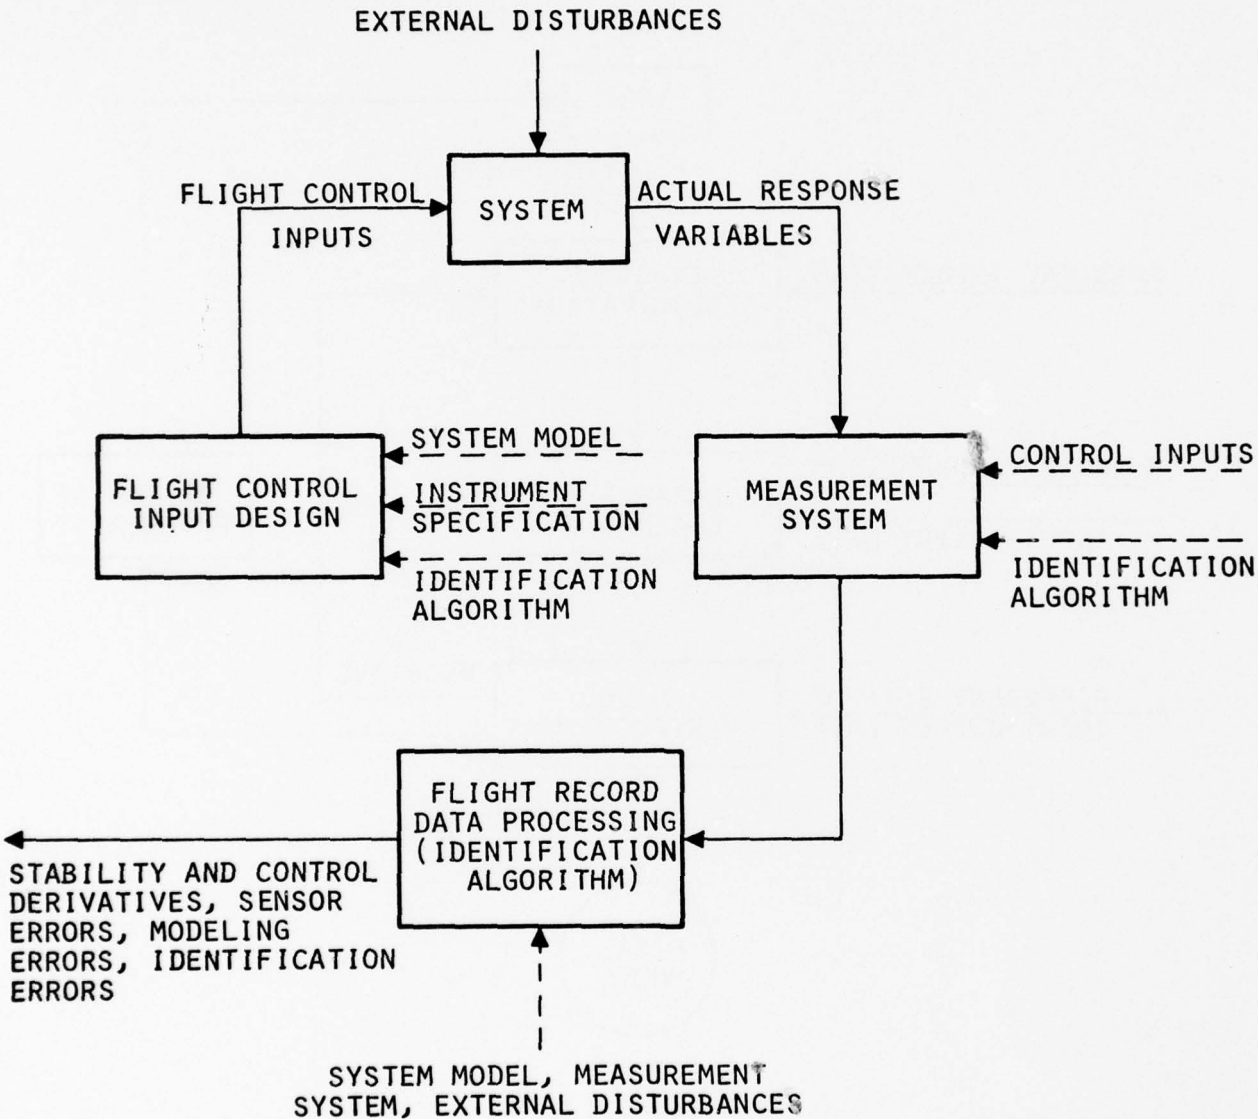 EXTERNAL DISTURBANCES
FLIGHT CONTROL
INPUTS
SYSTEM
ACTUAL RESPONSE
VARIABLES
FLIGHT CONTROL
INPUT DESIGN
SYSTEM MODEL
INSTRUMENT
SPECIFICATION
IDENTIFICATION
ALGORITHM
MEASUREMENT
SYSTEM
CONTROL INPUTS
IDENTIFICATION
ALGORITHM
FLIGHT RECORD
DATA PROCESSING
(IDENTIFICATION
ALGORITHM)
STABILITY AND CONTROL
DERIVATIVES, SENSOR
ERRORS, MODELING
ERRORS, IDENTIFICATION
ERRORS
SYSTEM MODEL, MEASUREMENT
SYSTEM, EXTERNAL DISTURBANCES